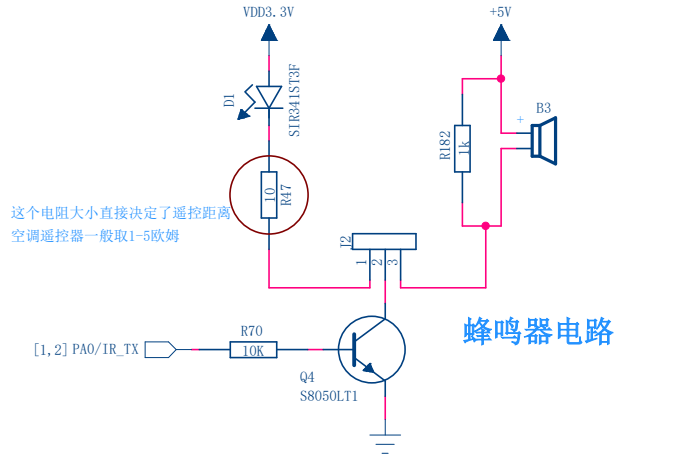 VDD3.3V
+5V
D1
SIR341ST3F
B3
+
R182
1k
10
R47
这个电阻大小直接决定了遥控距离
空调遥控器一般取1-5欧姆
J2
1
2
3
蜂鸣器电路
R70
[1,2]
PA0/IR_TX
10K
Q4
S8050LT1